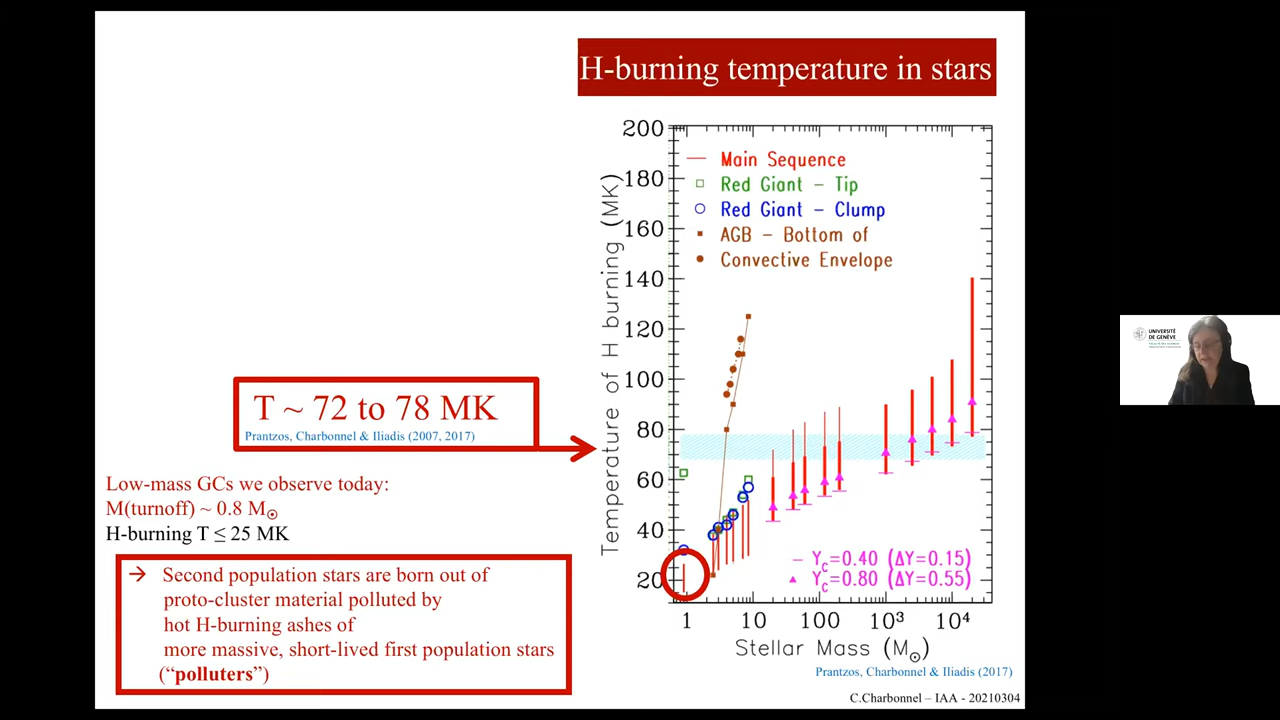 H-burning temperature in stars
200
180
160
140
120
100
80
60
40
20
Temperature of H burning (MK)
Main Sequence
Red Giant – Tip
Red Giant – Clump
AGB – Bottom of
Convective Envelope
Y_C=0.40 (ΔY=0.15)
Y_C=0.80 (ΔY=0.55)
1
10
100
10³
10⁴
Stellar Mass (M☉)
Prantzos, Charbonnel & Iliadis (2017)
C.Charbonnel – IAA - 20210304
T ~ 72 to 78 MK
Prantzos, Charbonnel & Iliadis (2007, 2017)
Low-mass GCs we observe today:
M(turnoff) ~ 0.8 M☉
H-burning T ≤ 25 MK
→ Second population stars are born out of
proto-cluster material polluted by
hot H-burning ashes of
more massive, short-lived first population stars
(“polluters”)
UNIVERSITÉ
DE GENÈVE